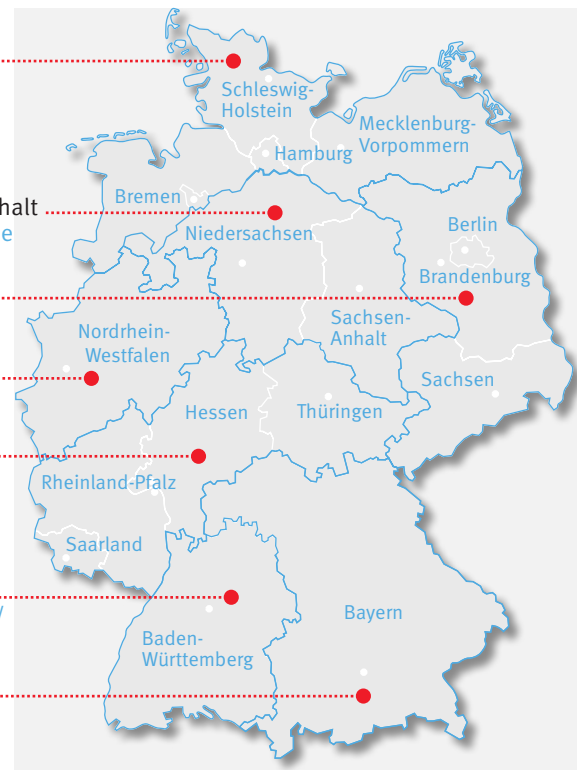 Schleswig-
Holstein
Mecklenburg-
Vorpommern
Hamburg
Bremen
halt
e
Niedersachsen
Berlin
Brandenburg
Sachsen-
Anhalt
Nordrhein-
Westfalen
Sachsen
Hessen
Thüringen
Rheinland-Pfalz
Saarland
Bayern
Baden-
Württemberg